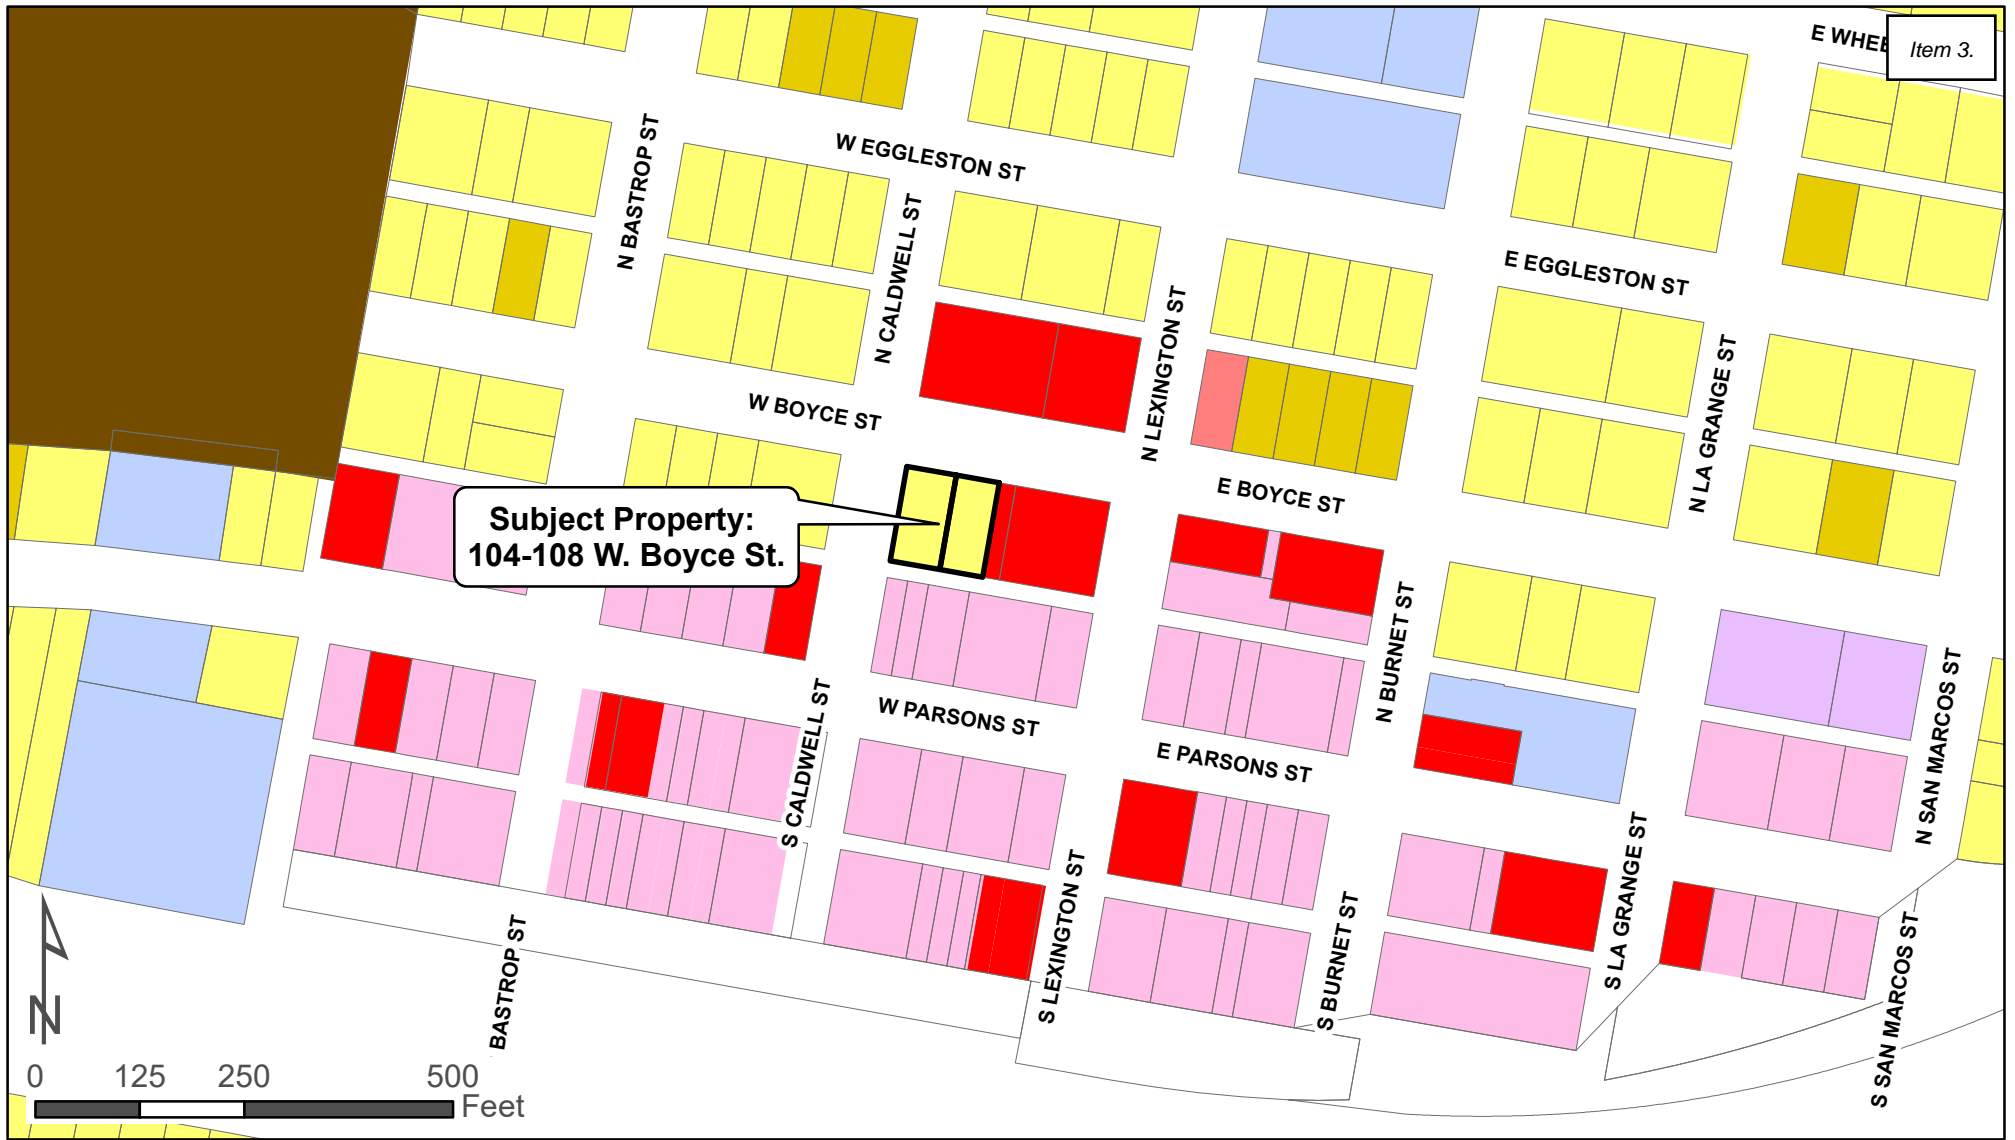 E WHEE
Item 3.
N BASTROP ST
W EGGLESTON ST
N CALDWELL ST
E EGGLESTON ST
N LEXINGTON ST
N LA GRANGE ST
W BOYCE ST
E BOYCE ST
Subject Property:
104-108 W. Boyce St.
N BURNET ST
N SAN MARCOS ST
S CALDWELL ST
W PARSONS ST
E PARSONS ST
S LEXINGTON ST
S BURNET ST
S LA GRANGE ST
S SAN MARCOS ST
BASTROP ST
N
0 125 250 500
Feet